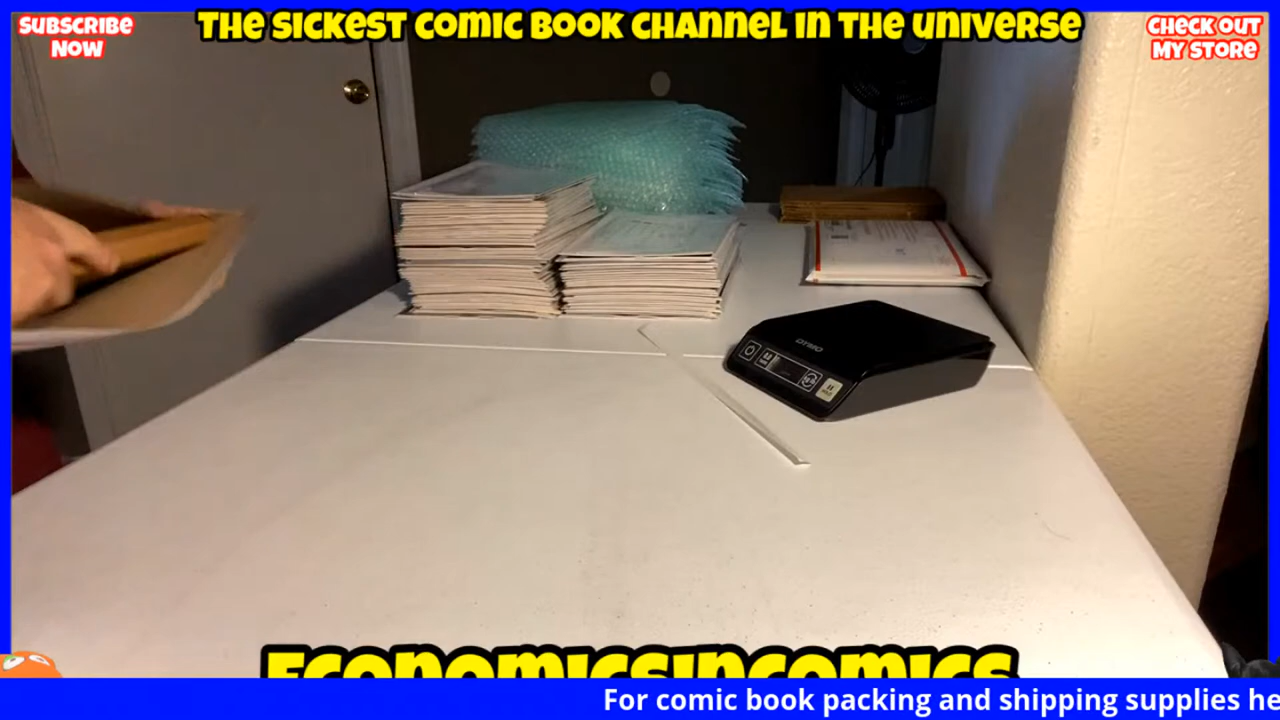 THE SICKEST COMIC BOOK CHANNEL IN THE UNIVERSE
SUBSCRIBE
NOW
CHECK OUT
MY STORE
DYMO
ECONOMICSINCOMICS
For comic book packing and shipping supplies he